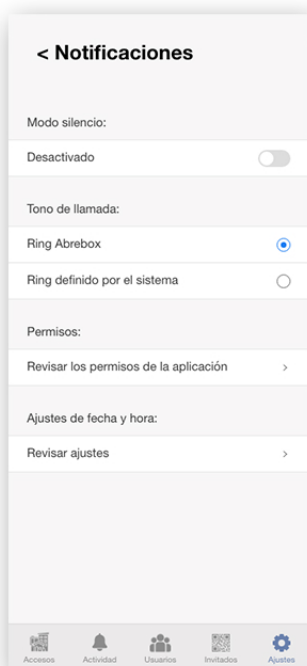 < Notificaciones
Modo silencio:
Desactivado
Tono de llamada:
Ring Abrebox
Ring definido por el sistema
Permisos:
Revisar los permisos de la aplicación
Ajustes de fecha y hora:
Revisar ajustes
Accesos Actividad Usuarios Invitados Ajustes